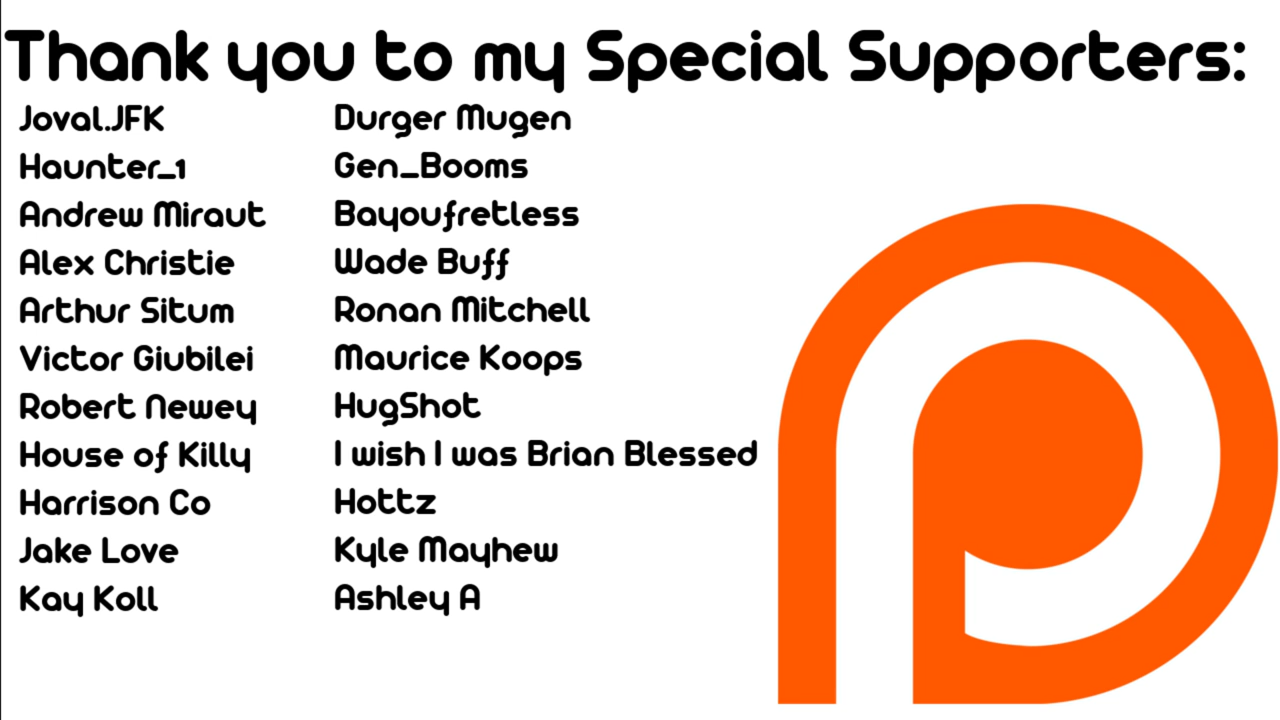 Thank you to my Special Supporters:
Joval.JFK
Haunter_1
Andrew Miraut
Alex Christie
Arthur Situm
Victor Giubilei
Robert Newey
House of Killy
Harrison Co
Jake Love
Kay Koll
Durger Mugen
Gen_Booms
Bayoufretless
Wade Buff
Ronan Mitchell
Maurice Koops
HugShot
I wish I was Brian Blessed
Hottz
Kyle Mayhew
Ashley A